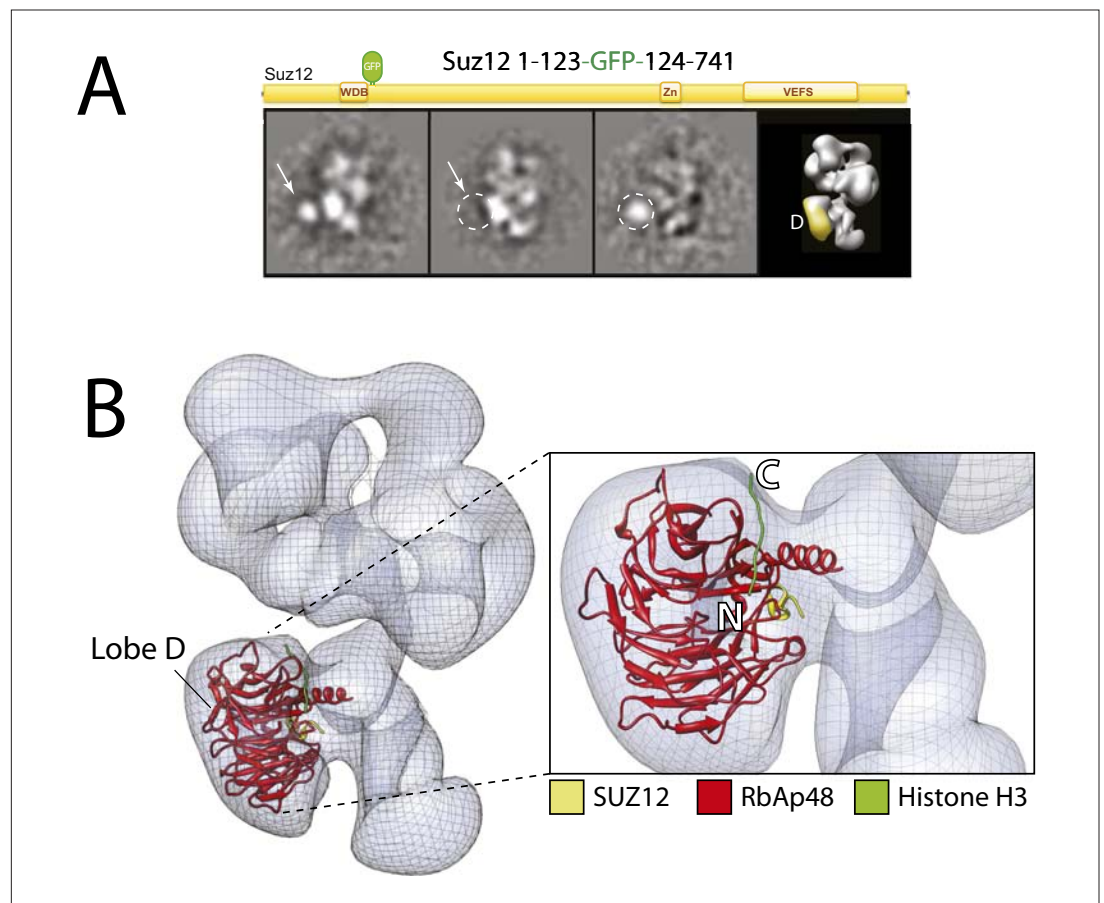 A
GFP
Suz12 1-123-GFP-124-741
Suz12
WDB
Zn
VEFS
D
B
C
N
Lobe D
SUZ12
RbAp48
Histone H3